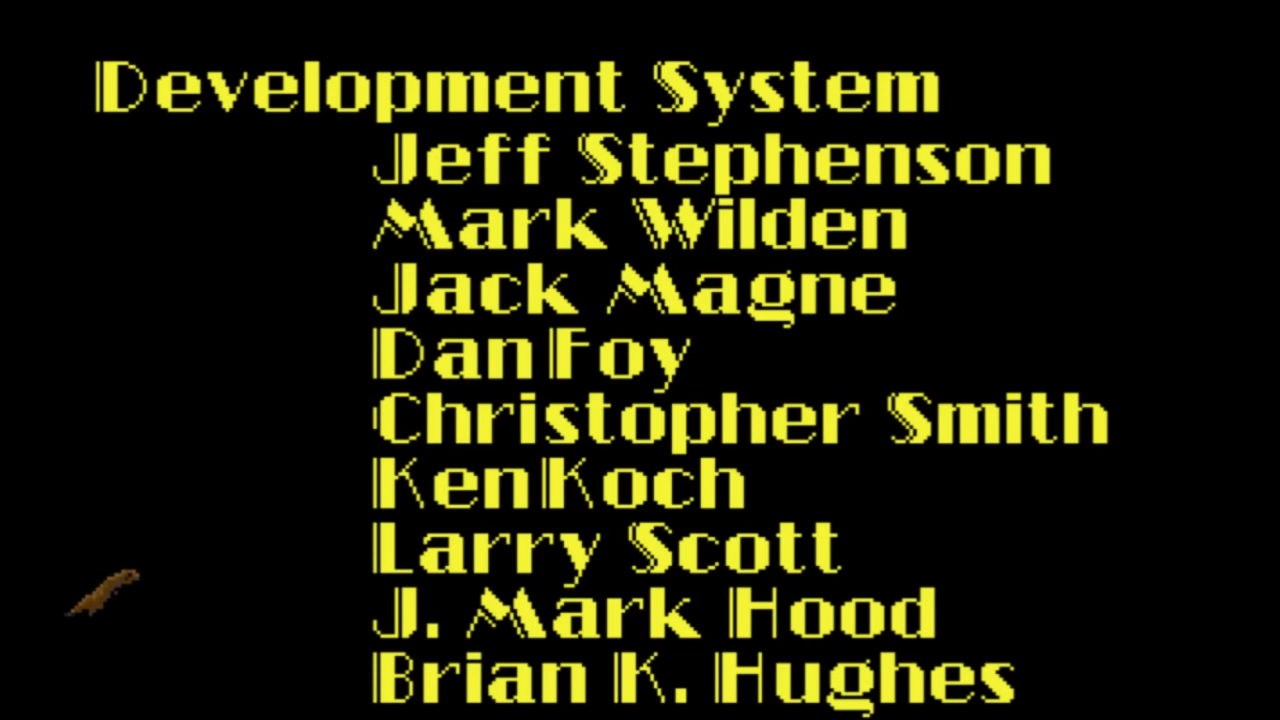 Development System
Jeff Stephenson
Mark Wilden
Jack Magne
Dan Foy
Christopher Smith
Ken Koch
Larry Scott
J. Mark Hood
Brian K. Hughes